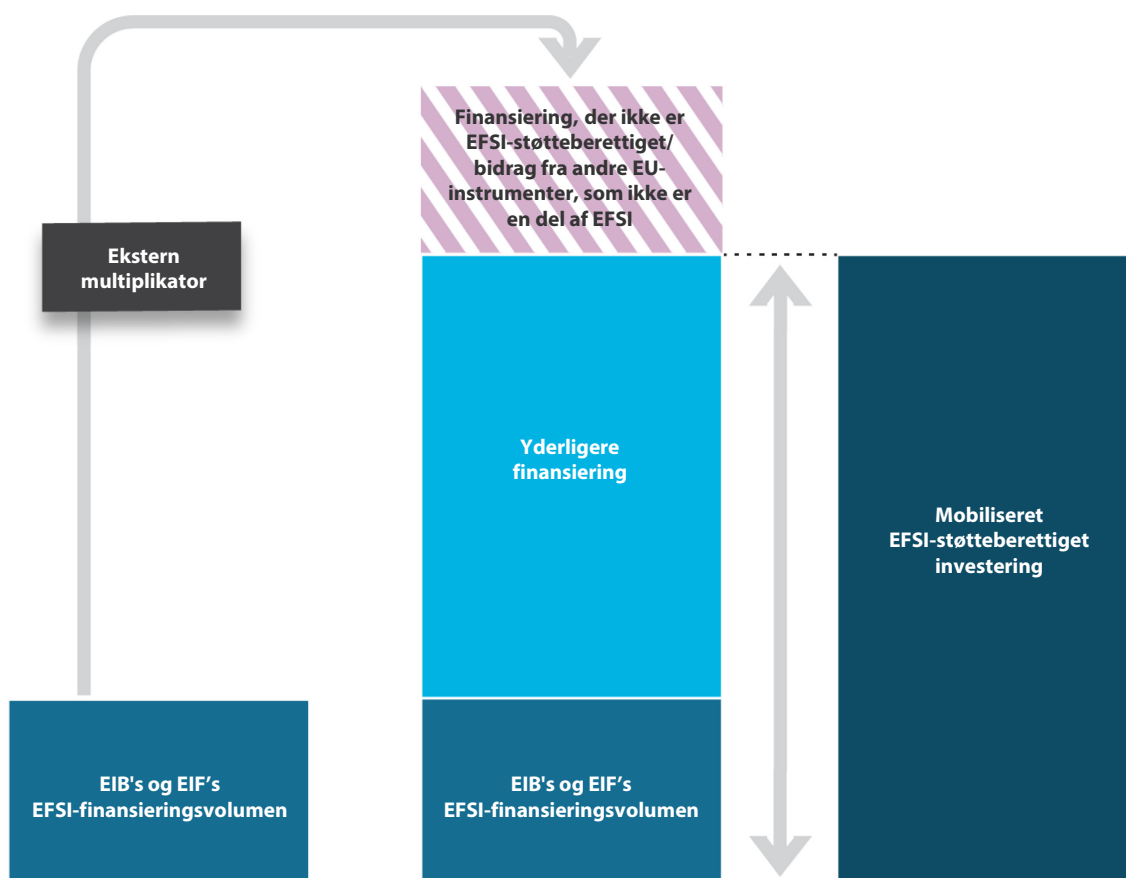 Finansiering, der ikke er
EFSI-støtteberettiget/
bidrag fra andre EU-
instrumenter, som ikke er
en del af EFSI
Ekstern
multiplikator
Yderligere
finansiering
Mobiliseret
EFSI-støtteberettiget
investering
EIB's og EIF’s
EFSI-finansieringsvolumen
EIB's og EIF’s
EFSI-finansieringsvolumen